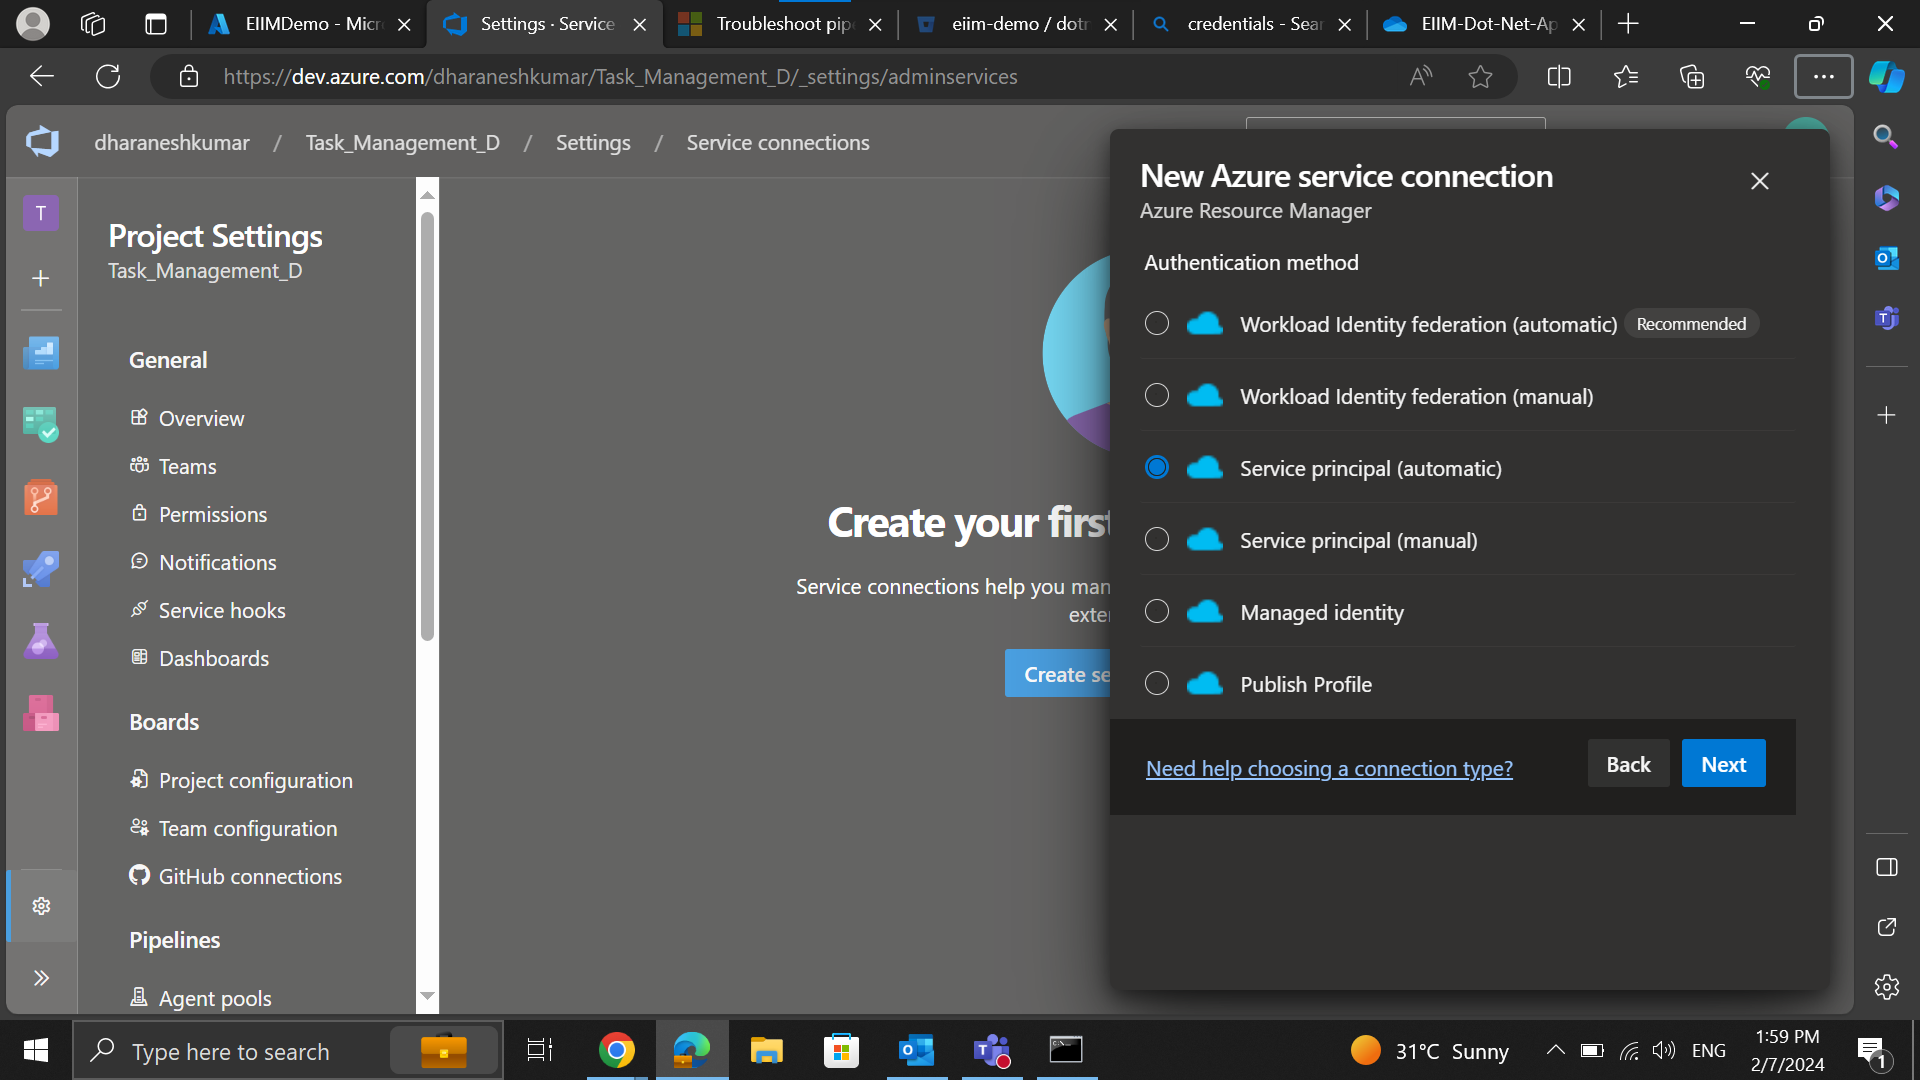 EIIMDemo - Micr
Settings · Service
Troubleshoot pip
eiim-demo / dotn
credentials - Sear
EIIM-Dot-Net-Ap
https://dev.azure.com/dharaneshkumar/Task_Management_D/_settings/adminservices
dharaneshkumar / Task_Management_D / Settings / Service connections
T
Project Settings
Task_Management_D
General
Overview
Teams
Permissions
Notifications
Service hooks
Dashboards
Boards
Project configuration
Team configuration
GitHub connections
Pipelines
Agent pools
Create your first
Service connections help you man
exter
Create se
New Azure service connection
Azure Resource Manager
Authentication method
Workload Identity federation (automatic) Recommended
Workload Identity federation (manual)
Service principal (automatic)
Service principal (manual)
Managed identity
Publish Profile
Need help choosing a connection type?
Back
Next
Type here to search
31°C Sunny
ENG
1:59 PM
2/7/2024
1